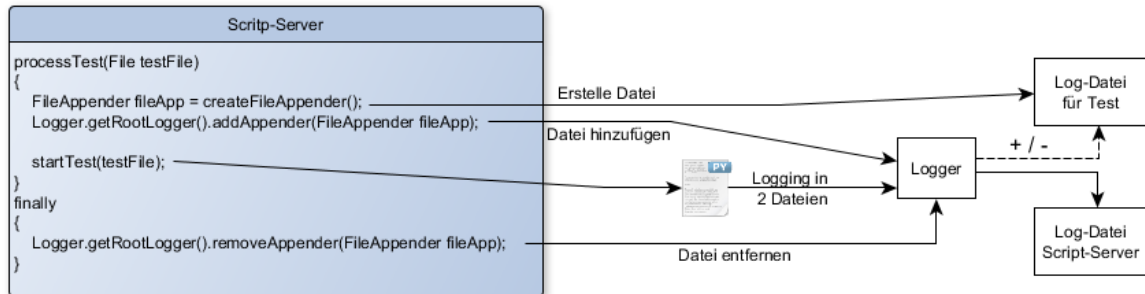 Scritp-Server
processTest(File testFile)
{
FileAppender fileApp = createFileAppender();
Logger.getRootLogger().addAppender(FileAppender fileApp);
startTest(testFile);
}
finally
{
Logger.getRootLogger().removeAppender(FileAppender fileApp);
}
Erstelle Datei
Datei hinzufügen
PY
Logging in
2 Dateien
Datei entfernen
Logger
+ / -
Log-Datei
für Test
Log-Datei
Script-Server